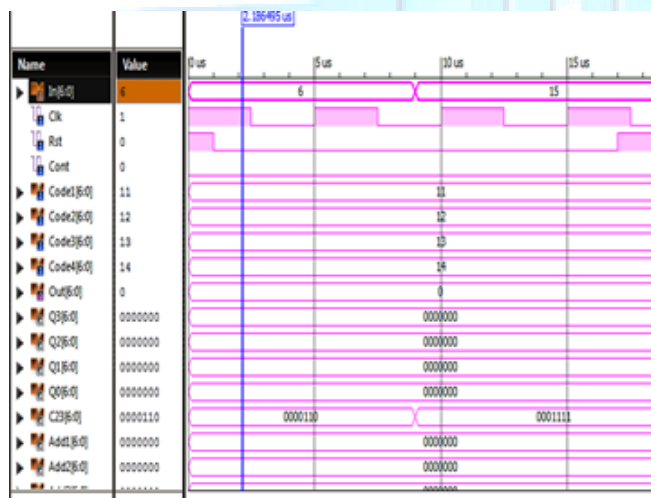 2.186495 us
Name Value 0 us 5 us 10 us 15 us
In[6:0] 6 6 15
Clk 1
Rst 0
Cont 0
Code1[6:0] 11 11
Code2[6:0] 12 12
Code3[6:0] 13 13
Code4[6:0] 14 14
Out[6:0] 0 0
Q3[6:0] 0000000 0000000
Q2[6:0] 0000000 0000000
Q1[6:0] 0000000 0000000
Q0[6:0] 0000000 0000000
C23[6:0] 0000110 0000110 0001111
Add1[6:0] 0000000 0000000
Add2[6:0] 0000000 0000000